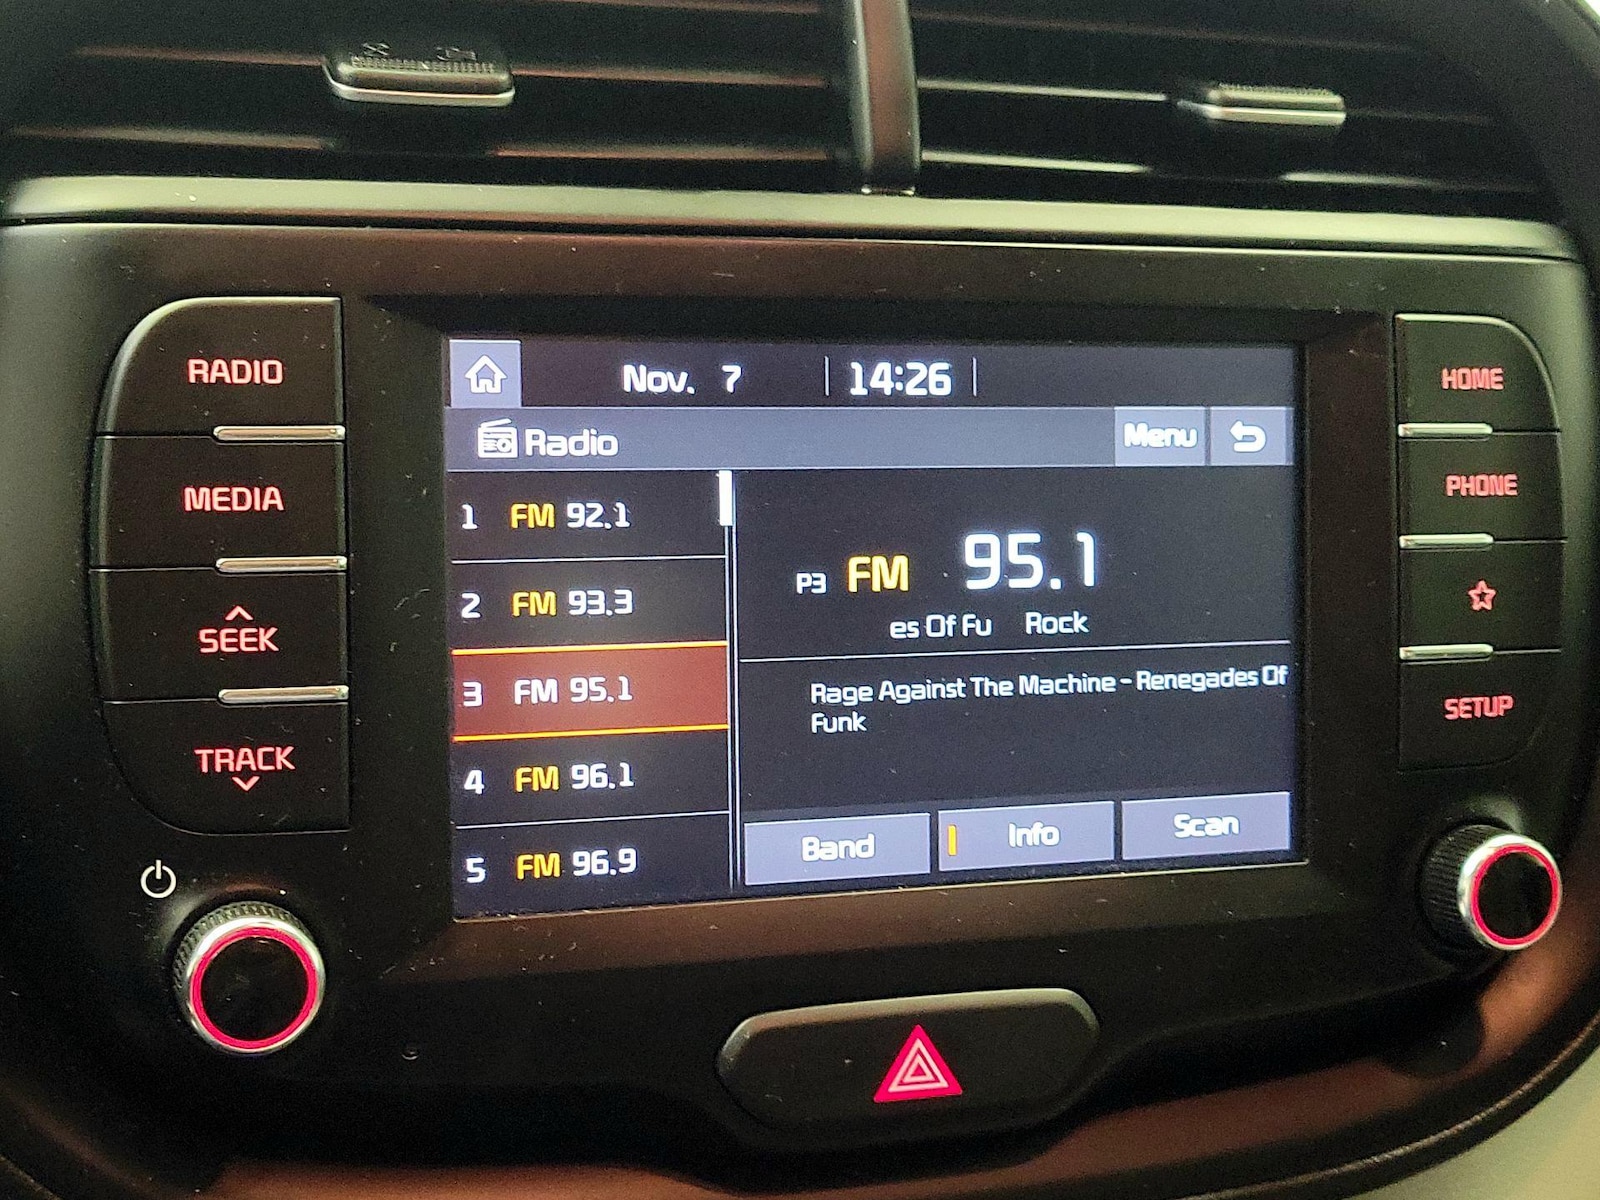 RADIO
MEDIA
SEEK
TRACK
Nov. 7 14:26
Radio
Menu
1 FM 92.1
2 FM 93.3
3 FM 95.1
4 FM 96.1
5 FM 96.9
P3 FM 95.1
es Of Fu Rock
Rage Against The Machine - Renegades Of
Funk
Band
Info
Scan
HOME
PHONE
SETUP